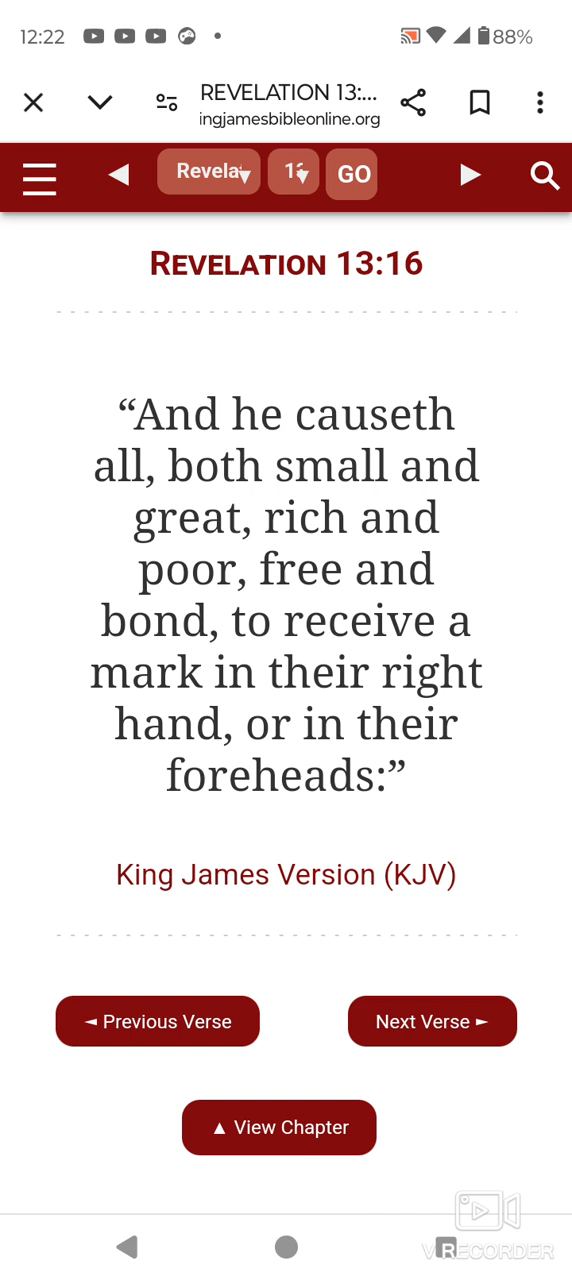 12:22 88%
REVELATION 13:...
ingjamesbibleonline.org
Revela GO
REVELATION 13:16
“And he causeth
all, both small and
great, rich and
poor, free and
bond, to receive a
mark in their right
hand, or in their
foreheads:”
King James Version (KJV)
◄ Previous Verse Next Verse ►
▲ View Chapter
VRECORDER